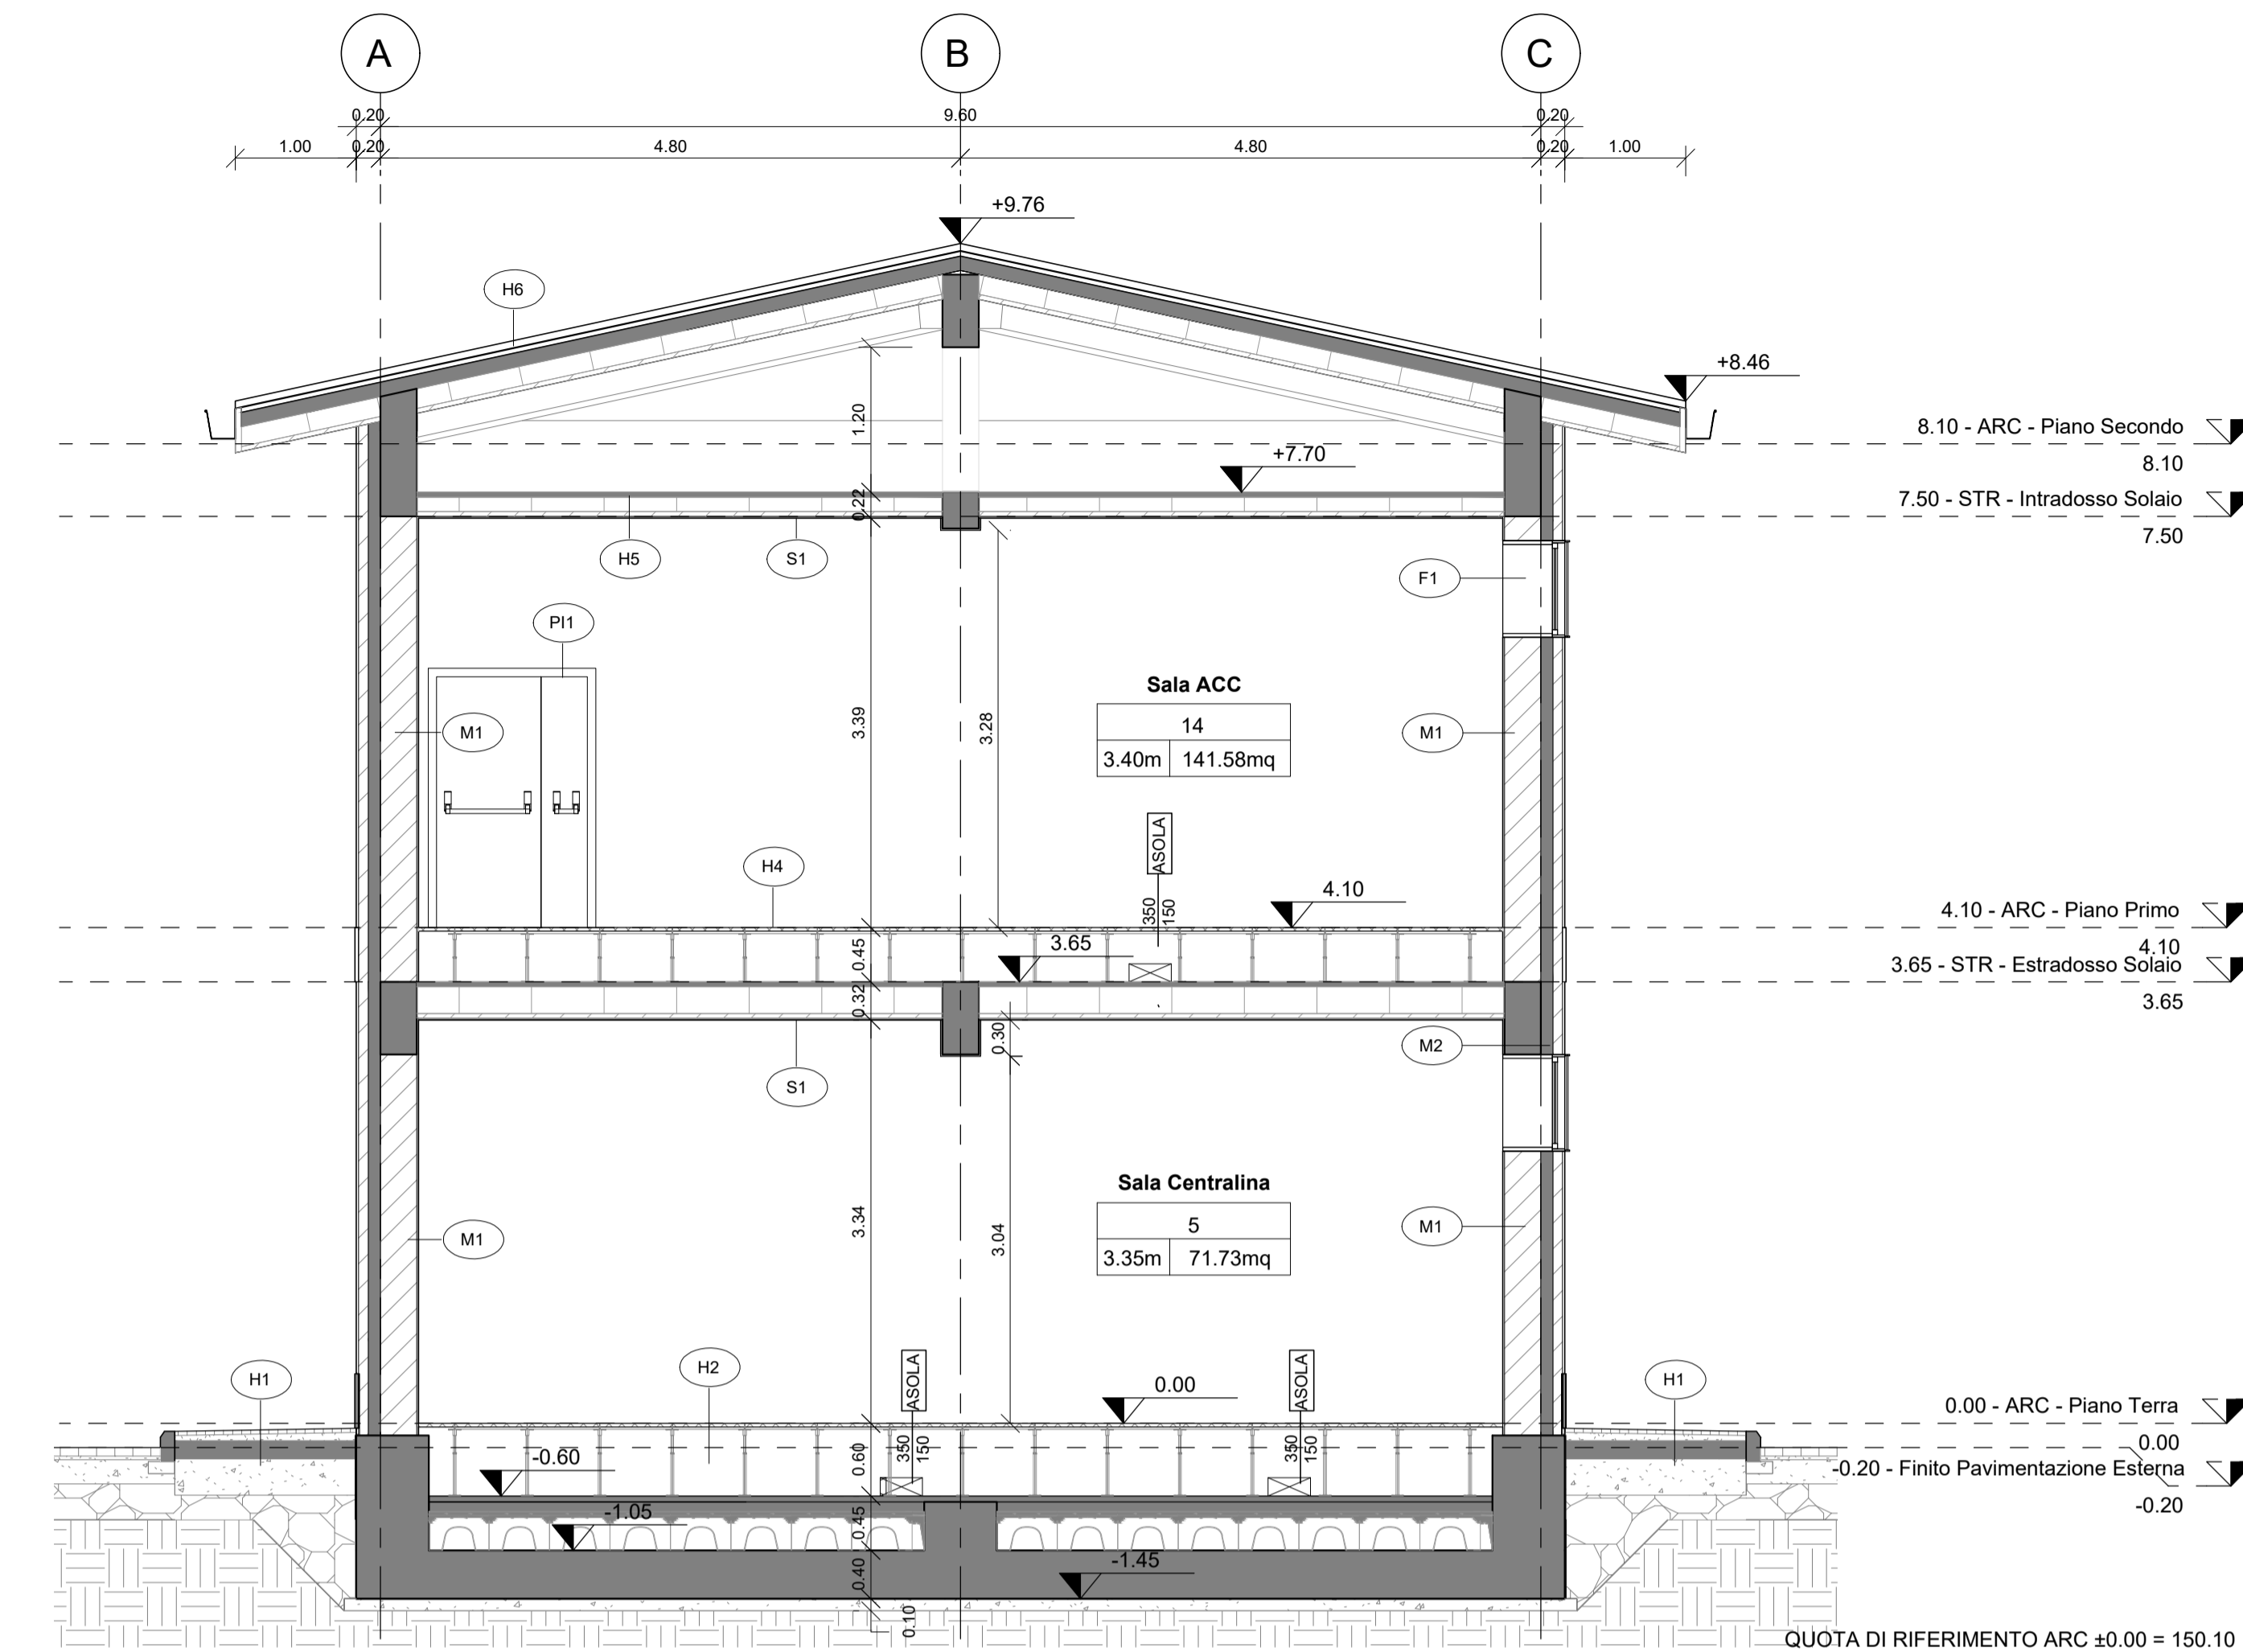 A
B
C
0.20
9.60
0.20
1.00
0.20
4.80
4.80
0.20
1.00
+9.76
H6
+8.46
1.20
8.10 - ARC - Piano Secondo
8.10
+7.70
0.22
7.50 - STR - Intradosso Solaio
7.50
H5
S1
F1
PI1
Sala ACC
14
3.40m
141.58mq
M1
3.39
3.28
M1
ASOLA
H4
350
150
4.10
4.10 - ARC - Piano Primo
4.10
0.45
3.65
3.65 - STR - Estradosso Solaio
3.65
0.32
0.30
M2
S1
Sala Centralina
5
3.35m
71.73mq
M1
3.34
3.04
M1
H1
H2
ASOLA
0.00
ASOLA
H1
0.00 - ARC - Piano Terra
0.00
350
150
350
150
-0.60
0.60
-0.20 - Finito Pavimentazione Esterna
-0.20
-1.05
0.45
-1.45
0.40
0.10
QUOTA DI RIFERIMENTO ARC ±0.00 = 150.10